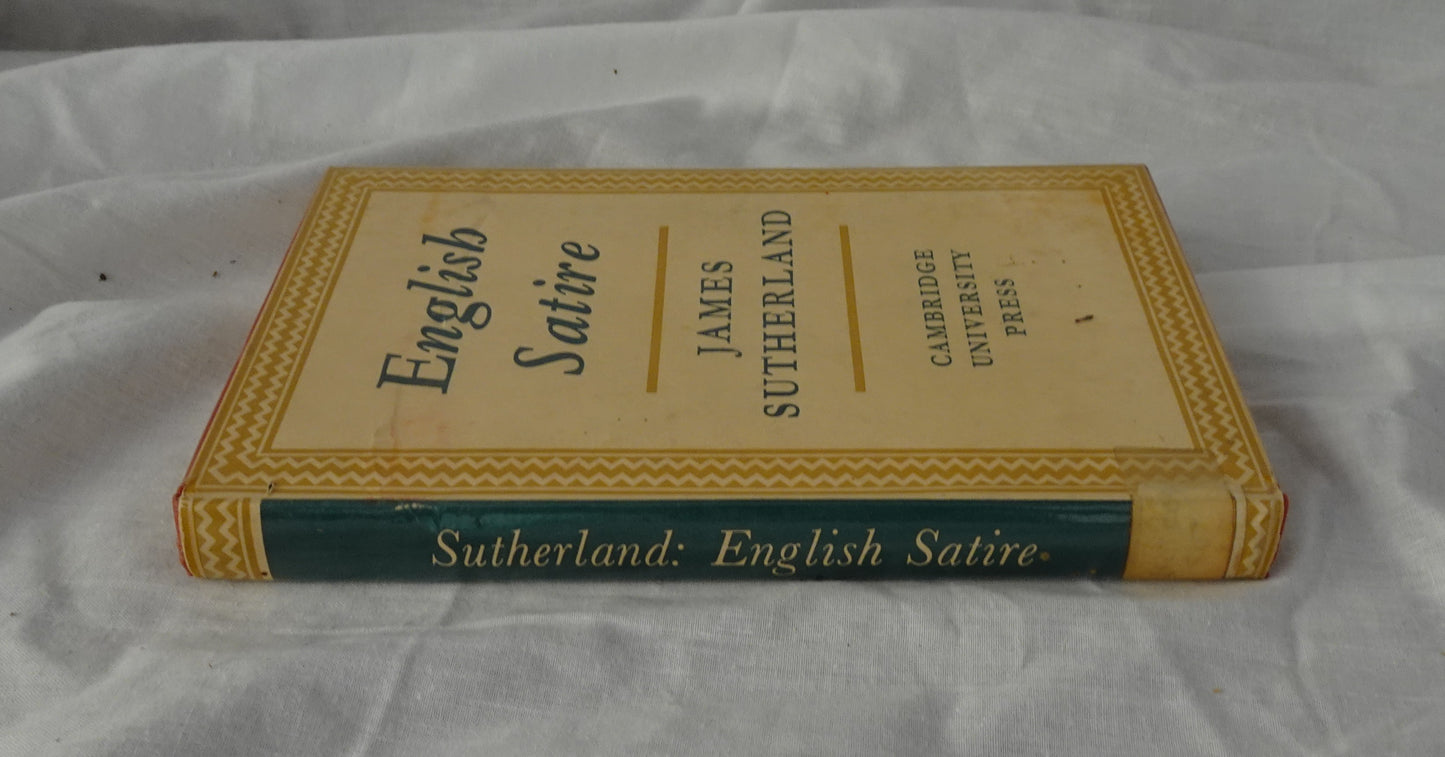 English
Satire
JAMES
SUTHERLAND
CAMBRIDGE
UNIVERSITY
PRESS
Sutherland: English Satire